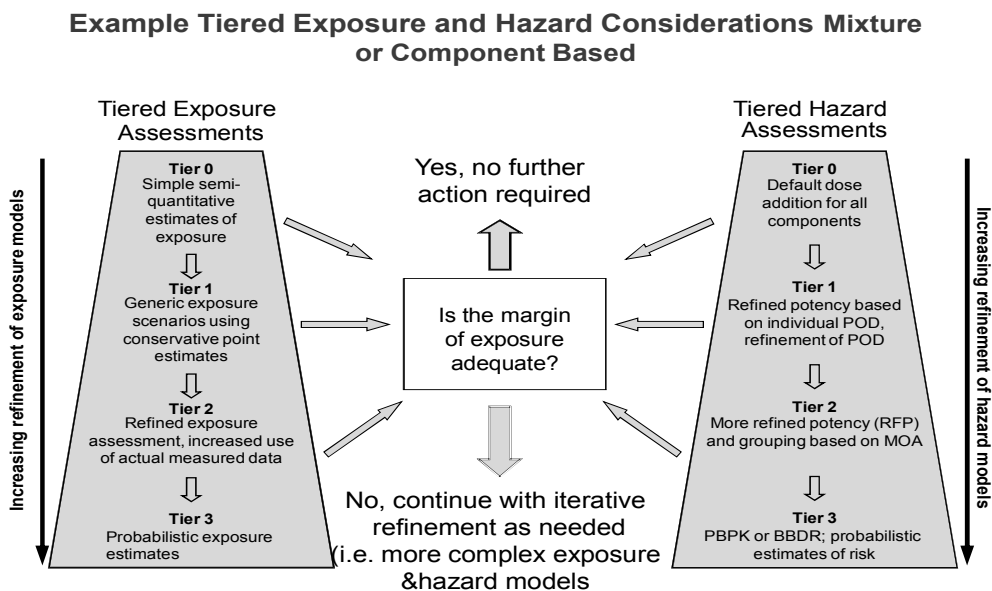 Example Tiered Exposure and Hazard Considerations Mixture
or Component Based
Tiered Exposure
Assessments
Increasing refinement of exposure models
Tier 0
Simple semi-
quantitative
estimates of
exposure
Tier 1
Generic exposure
scenarios using
conservative point
estimates
Tier 2
Refined exposure
assessment, increased use
of actual measured data
Tier 3
Probabilistic exposure
estimates
Yes, no further
action required
Is the margin
of exposure
adequate?
No, continue with iterative
refinement as needed
(i.e. more complex exposure
&hazard models
Tiered Hazard
Assessments
Tier 0
Default dose
addition for all
components
Tier 1
Refined potency based
on individual POD,
refinement of POD
Tier 2
More refined potency (RFP)
and grouping based on MOA
Tier 3
PBPK or BBDR; probabilistic
estimates of risk
Increasing refinement of hazard models